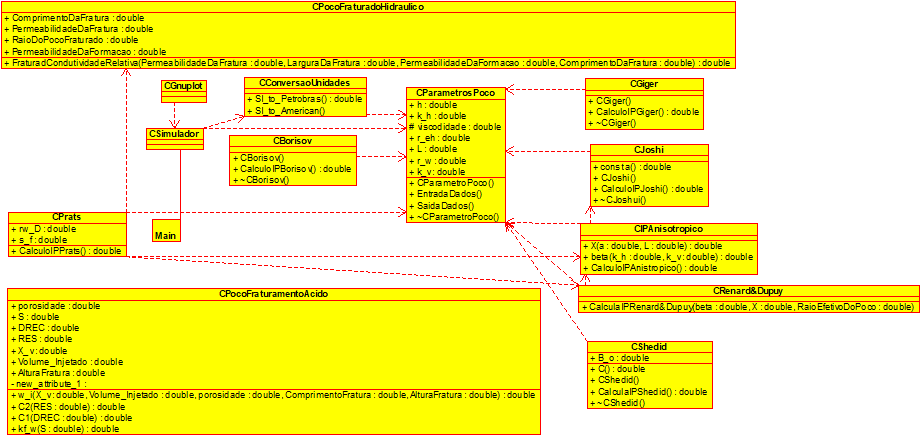 CPocoFraturadoHidraulico
+ ComprimentoDaFratura : double
+ PermeabilidadeDaFratura : double
+ RaioDoPocoFraturado : double
+ PermeabilidadeDaFormacao : double
+ FraturadCondutividadeRelativa(PermeabilidadeDaFratura : double, LarguraDaFratura : double, PermeabilidadeDaFormacao : double, ComprimentoDaFratura : double) : double
CGnuplot
CConversaoUnidades
+ SI_to_Petrobras() : double
+ SI_to_American()
CParametrosPoco
+ h : double
+ k_h : double
# viscodidade : double
+ r_eh : double
+ L : double
+ r_w : double
+ k_v : double
+ CParametroPoco()
+ EntradaDados()
+ SaidaDados()
+ ~CParametroPoco()
CGiger
+ CGiger()
+ CalculoIPGiger() : double
+ ~CGiger()
CSimulador
CBorisov
+ CBorisov()
+ CalculoIPBorisov() : double
+ ~CBorisov()
CJoshi
+ consta() : double
+ CJoshi()
+ CalculoIPJoshi() : double
+ ~CJoshui()
CPrats
+ rw_D : double
+ s_f : double
+ CalculoIPPrats() : double
Main
CIPAnisotropico
+ X(a : double, L : double) : double
+ beta(k_h : double, k_v : double) : double
+ CalculoIPAnistropico() : double
CRenard&Dupuy
+ CalculaIPRenard&Dupuy(beta : double, X : double, RaioEfetivoDoPoco : double)
CPocoFraturamentoAcido
+ porosidade : double
+ S : double
+ DREC : double
+ RES : double
+ X_v : double
+ Volume_Injetado : double
+ AlturaFratura : double
- new_attribute_1 :
+ w_i(X_v : double, Volume_Injetado : double, porosidade : double, ComprimentoFratura : double, AlturaFratura : double) : double
+ C2(RES : double) : double
+ C1(DREC : double) : double
+ kf_w(S : double) : double
CShedid
+ B_o : double
+ C() : double
+ CShedid()
+ CalculaIPShedid() : double
+ ~CShedid()